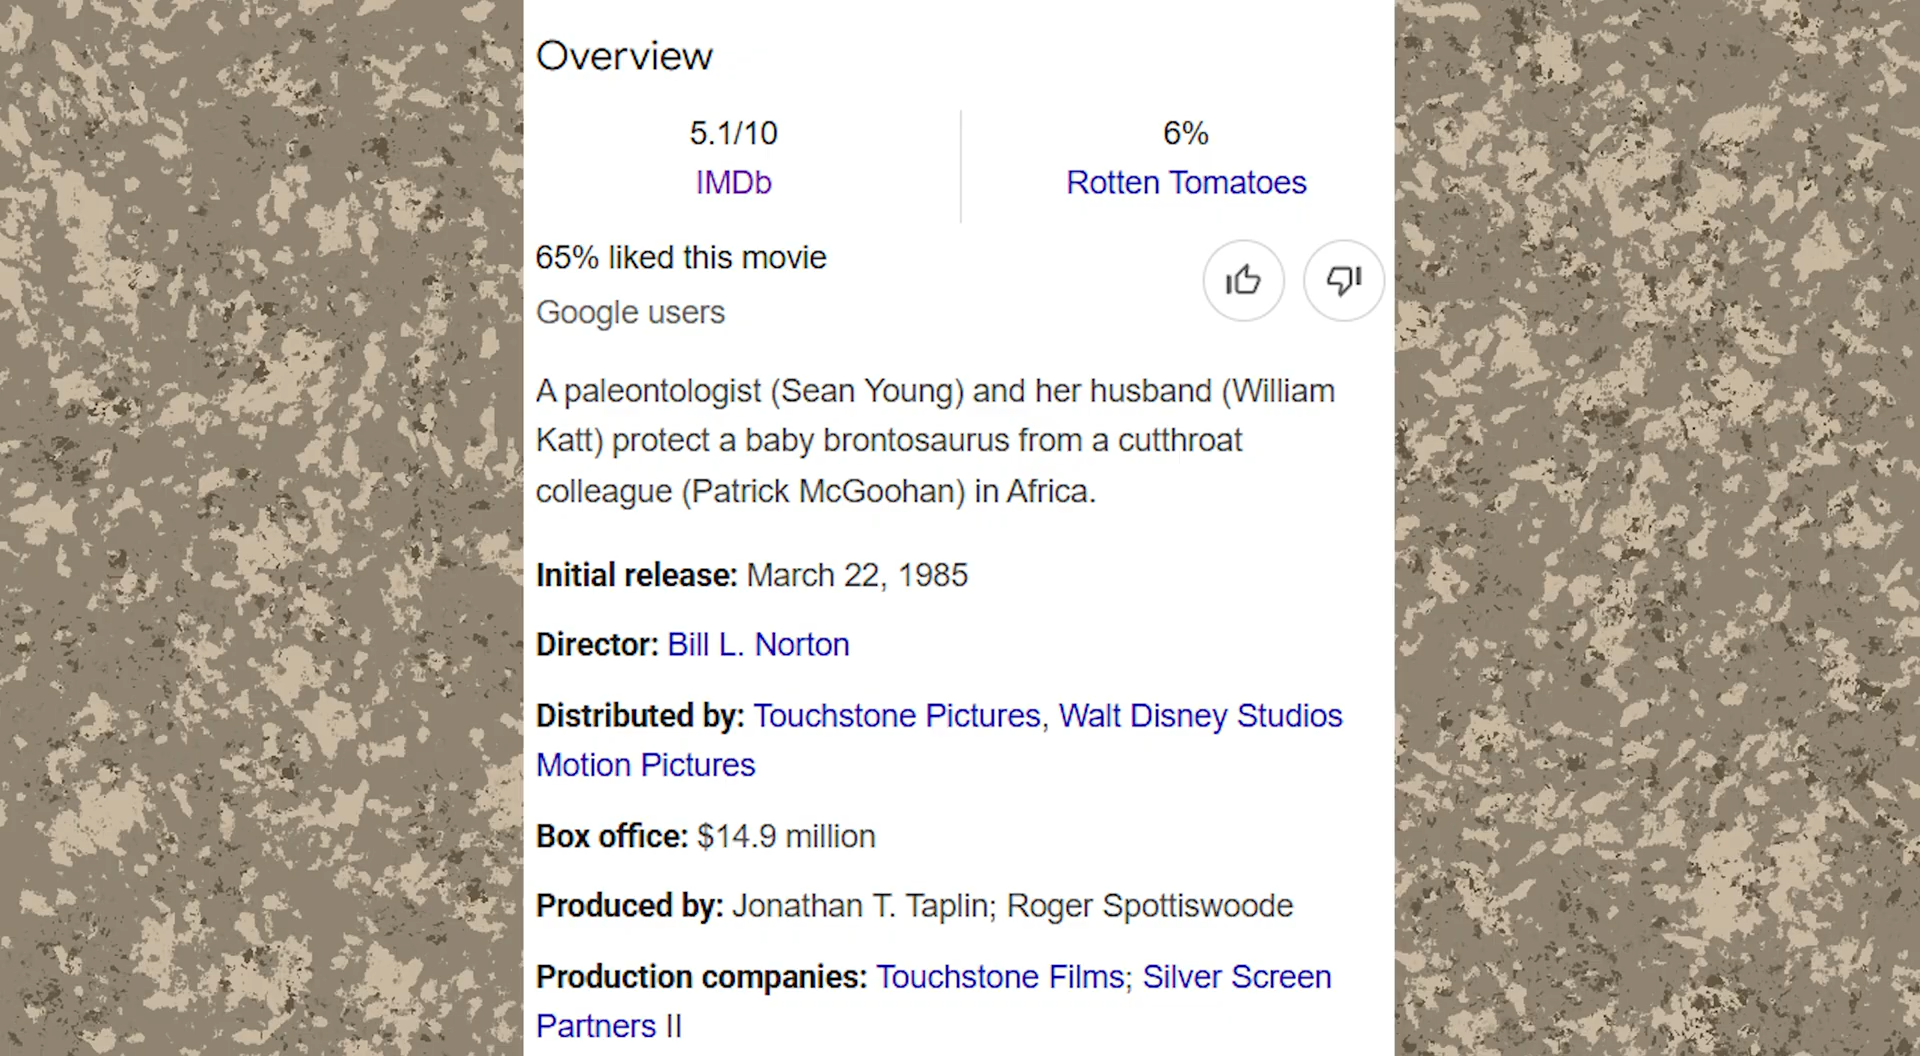 Overview
5.1/10
IMDb
6%
Rotten Tomatoes
65% liked this movie
Google users
A paleontologist (Sean Young) and her husband (William
Katt) protect a baby brontosaurus from a cutthroat
colleague (Patrick McGoohan) in Africa.
Initial release: March 22, 1985
Director: Bill L. Norton
Distributed by: Touchstone Pictures, Walt Disney Studios
Motion Pictures
Box office: $14.9 million
Produced by: Jonathan T. Taplin; Roger Spottiswoode
Production companies: Touchstone Films; Silver Screen
Partners II